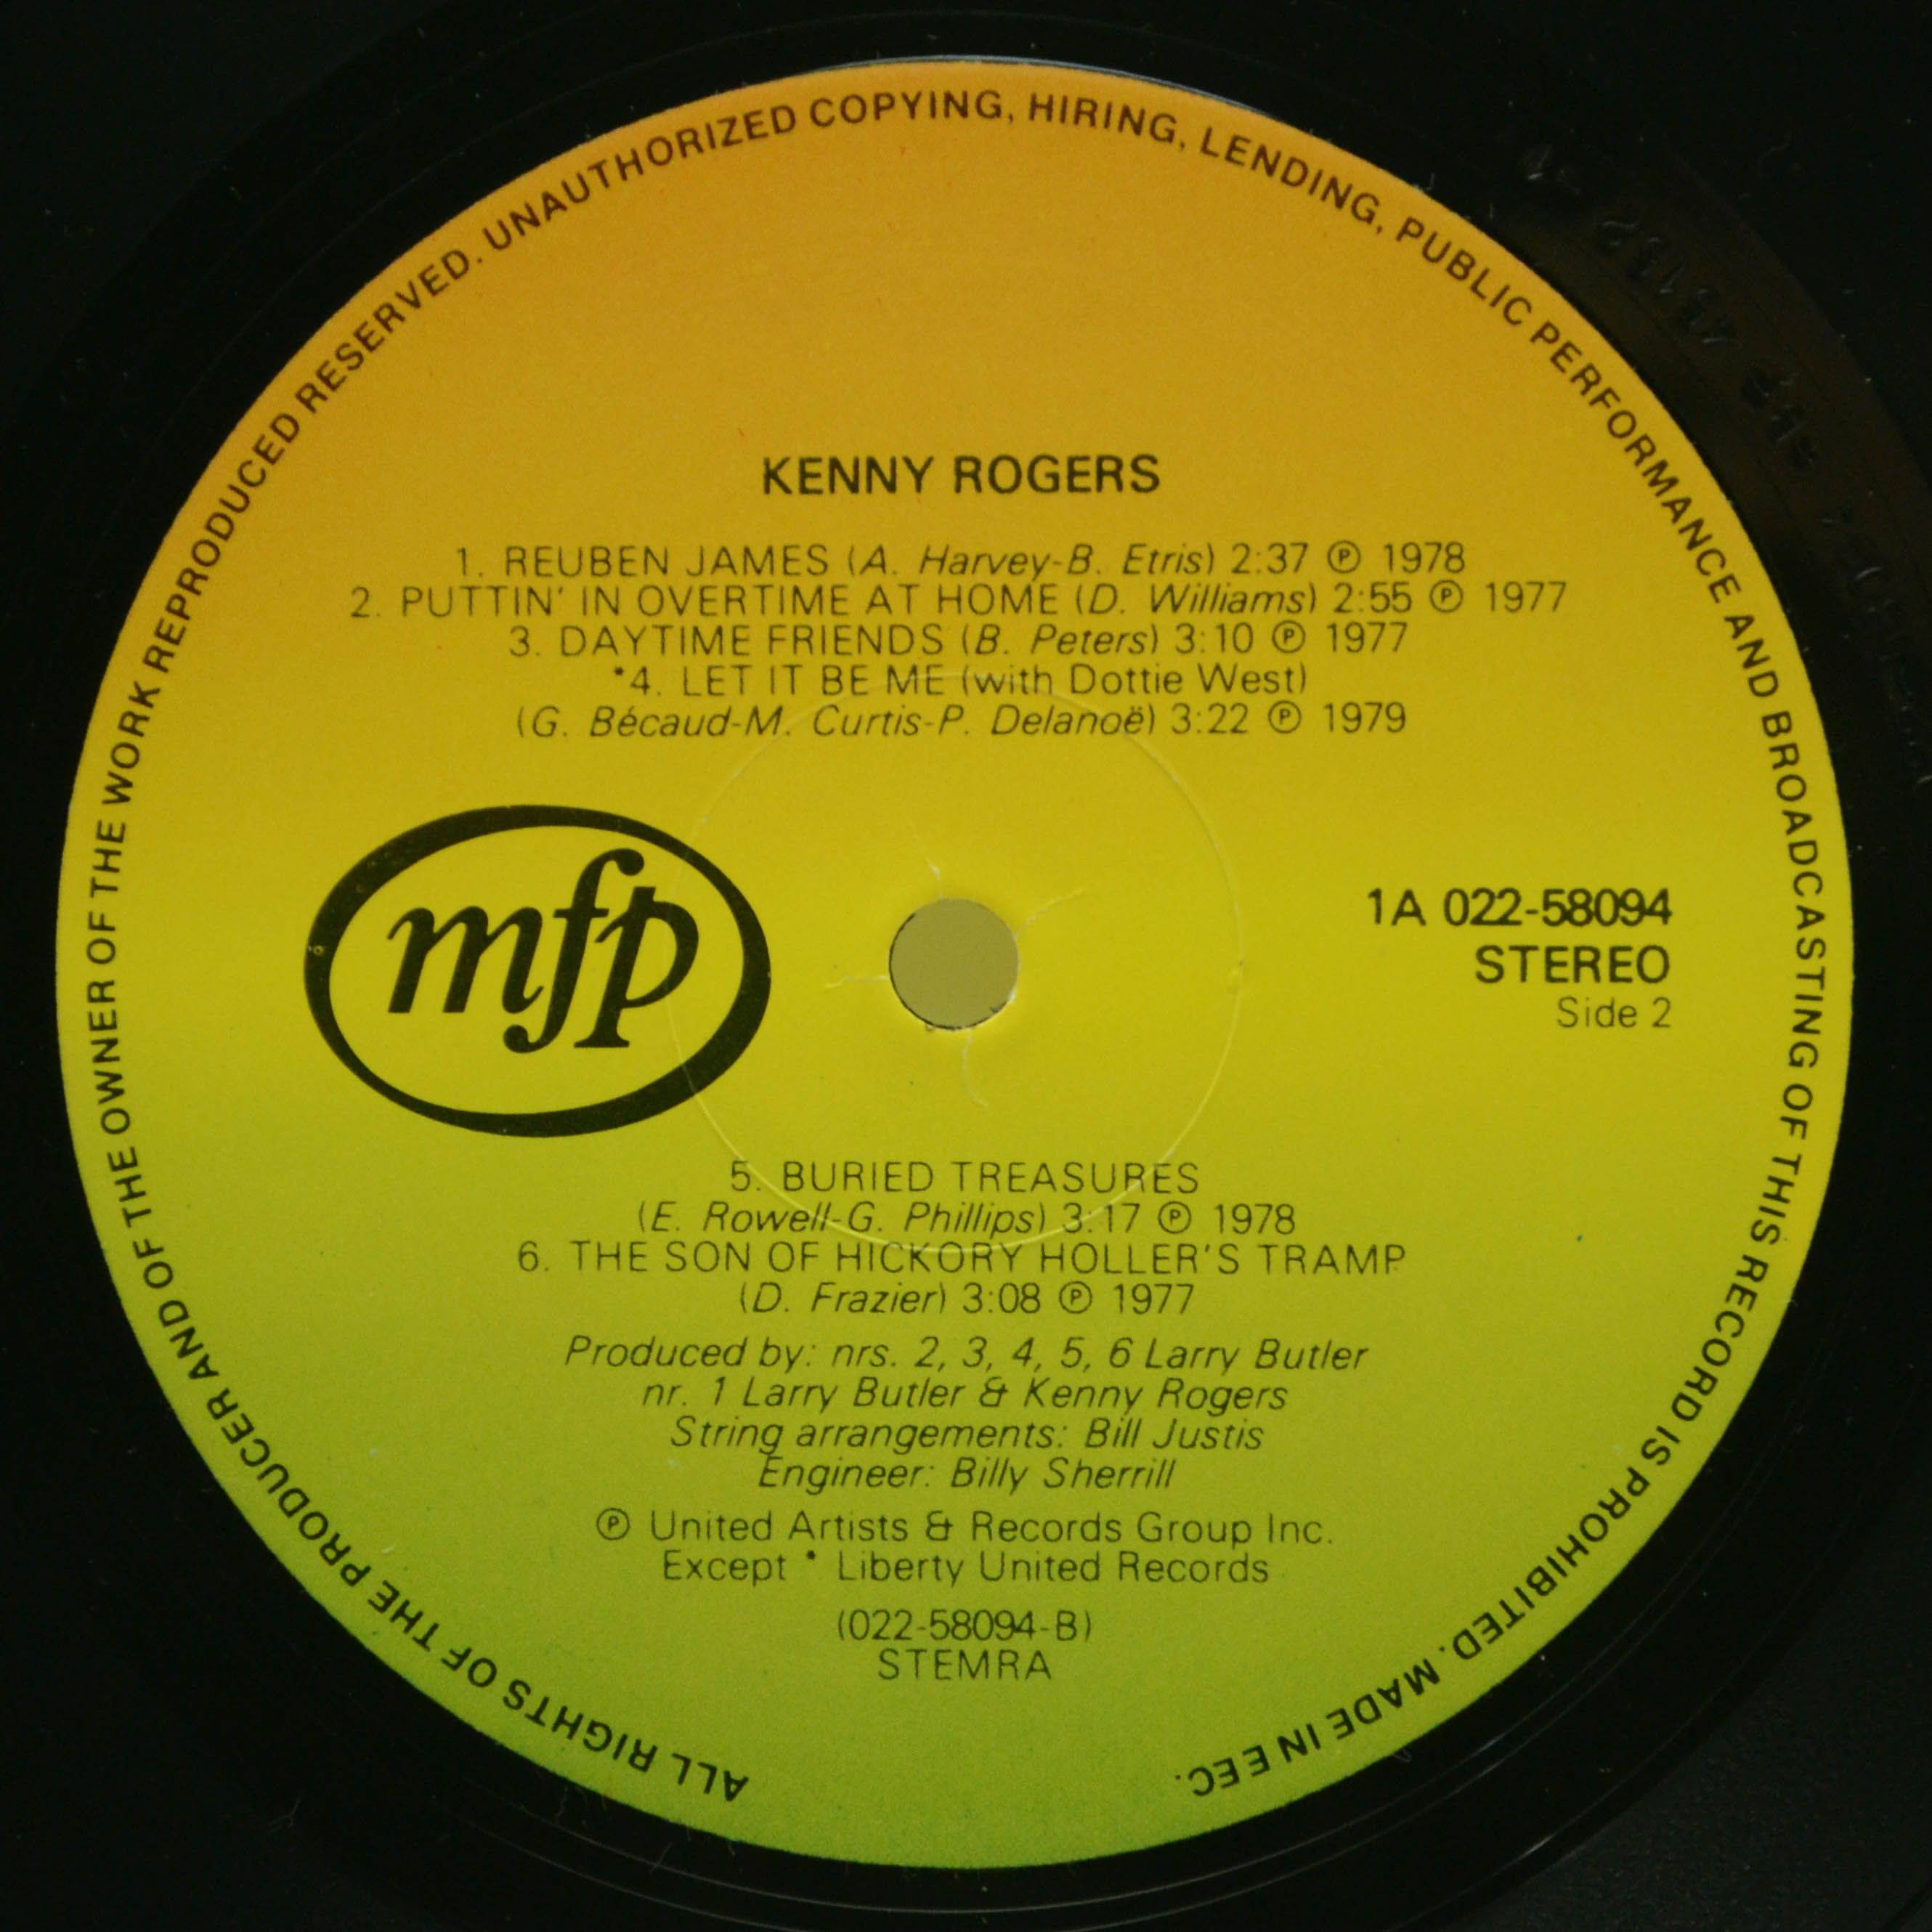 ALL RIGHTS OF THE PRODUCER AND OF THE OWNER OF THE WORK REPRODUCED RESERVED. UNAUTHORIZED COPYING, HIRING, LENDING, PUBLIC PERFORMANCE AND BROADCASTING OF THIS RECORD IS PROHIBITED. MADE IN EEC.
KENNY ROGERS
1. REUBEN JAMES (A. Harvey-B. Etris) 2:37 ℗ 1978
2. PUTTIN' IN OVERTIME AT HOME (D. Williams) 2:55 ℗ 1977
3. DAYTIME FRIENDS (B. Peters) 3:10 ℗ 1977
*4. LET IT BE ME (with Dottie West)
(G. Bécaud-M. Curtis-P. Delanoë) 3:22 ℗ 1979
mfp
1A 022-58094
STEREO
Side 2
5. BURIED TREASURES
(E. Rowell-G. Phillips) 3:17 ℗ 1978
6. THE SON OF HICKORY HOLLER'S TRAMP
(D. Frazier) 3:08 ℗ 1977
Produced by: nrs. 2, 3, 4, 5, 6 Larry Butler
nr. 1 Larry Butler & Kenny Rogers
String arrangements: Bill Justis
Engineer: Billy Sherrill
℗ United Artists & Records Group Inc.
Except * Liberty United Records
(022-58094-B)
STEMRA